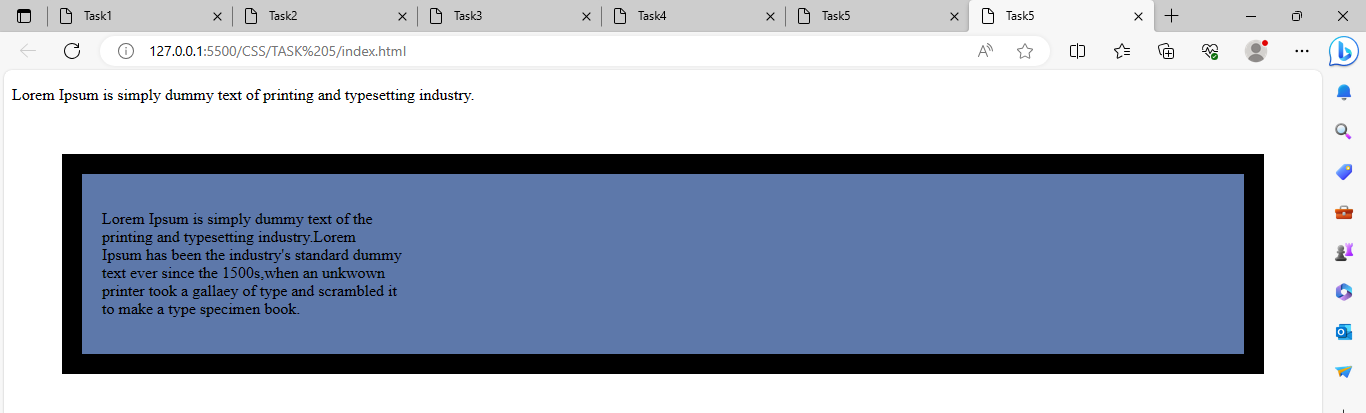 Task1
Task2
Task3
Task4
Task5
Task5
127.0.0.1:5500/CSS/TASK%205/index.html
Lorem Ipsum is simply dummy text of printing and typesetting industry.
Lorem Ipsum is simply dummy text of the
printing and typesetting industry.Lorem
Ipsum has been the industry's standard dummy
text ever since the 1500s,when an unkwown
printer took a gallaey of type and scrambled it
to make a type specimen book.